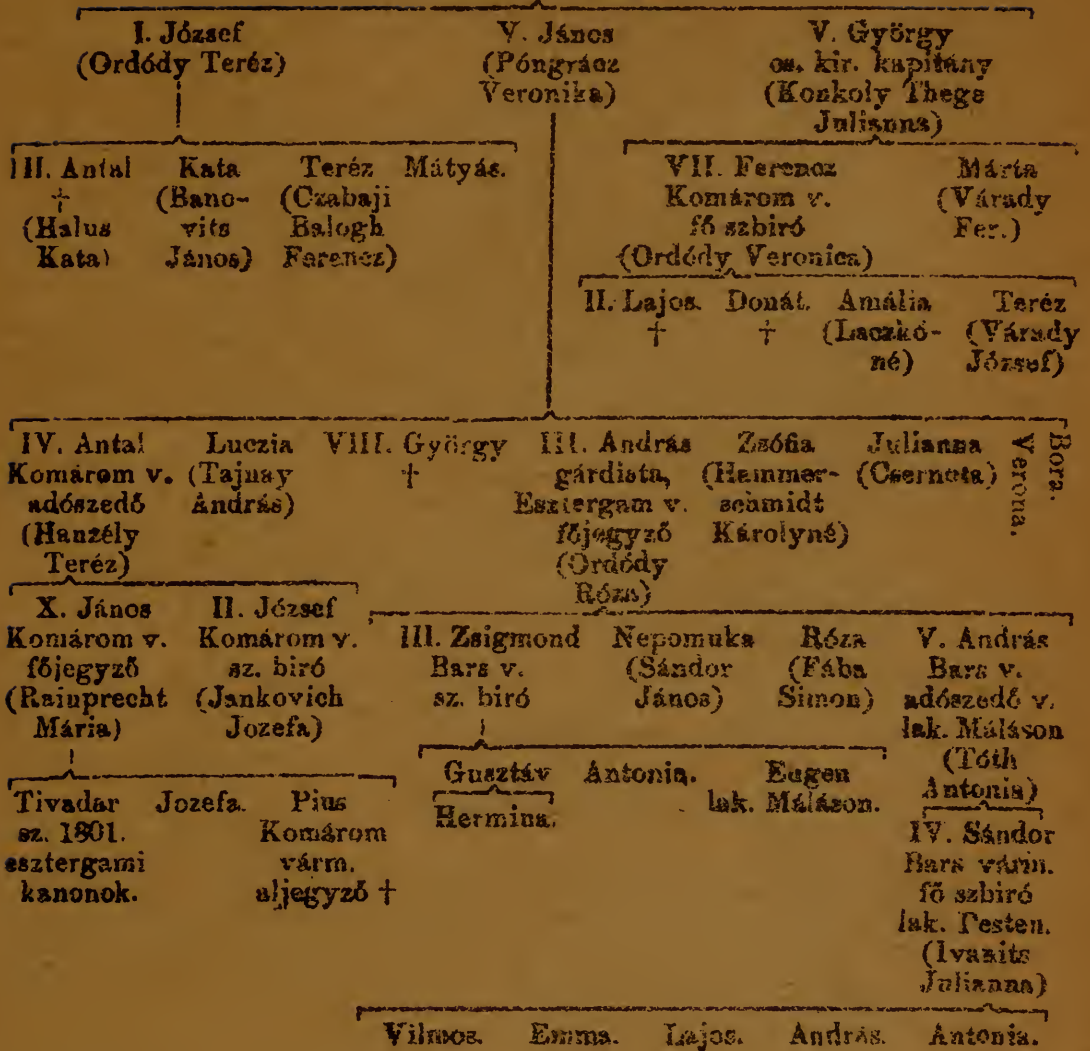 I. József V. János V. György
(Ordódy Teréz) (Póngrácz cs. kir. kapitány
Veronika) (Konkoly Thege
Julianna)
III. Antal Kata Teréz Mátyás. VII. Ferencz Márta
† (Bano- (Czabaji Komárom v. (Várady
(Halus vits Balogh fő szbiró Fer.)
Kata) János) Ferencz) (Ordódy Veronica)
II. Lajos. Donát. Amália Teréz
† † (Laczkó- (Várady
né) József)
IV. Antal Luczia VIII. György III. András Zsófia Julianna Verona. Bora.
Komárom v. (Tajnay † gárdista, (Hammer- (Csernota)
adószedő András) Esztergam v. schmidt
(Hanzély főjegyző Károlyné)
Teréz) (Ordódy
Róza)
X. János II. József III. Zsigmond Nepomuka Róza V. András
Komárom v. Komárom v. Bars v. (Sándor (Fába Bars v.
főjegyző sz. biró sz. biró János) Simon) adószedő v.
(Rainprecht (Jankovich lak. Máláson
Mária) Jozefa) (Tóth
Antonia)
Gusztáv Antonia. Eugen
Hermina. lak. Máláson.
Tivadar Jozefa. Pius IV. Sándor
sz. 1801. Komárom Bars várm.
esztergami várm. fő szbiró
kanonok. aljegyző † lak. Pesten.
(Ivanits
Julianna)
Vilmos. Emma. Lajos. András. Antonia.